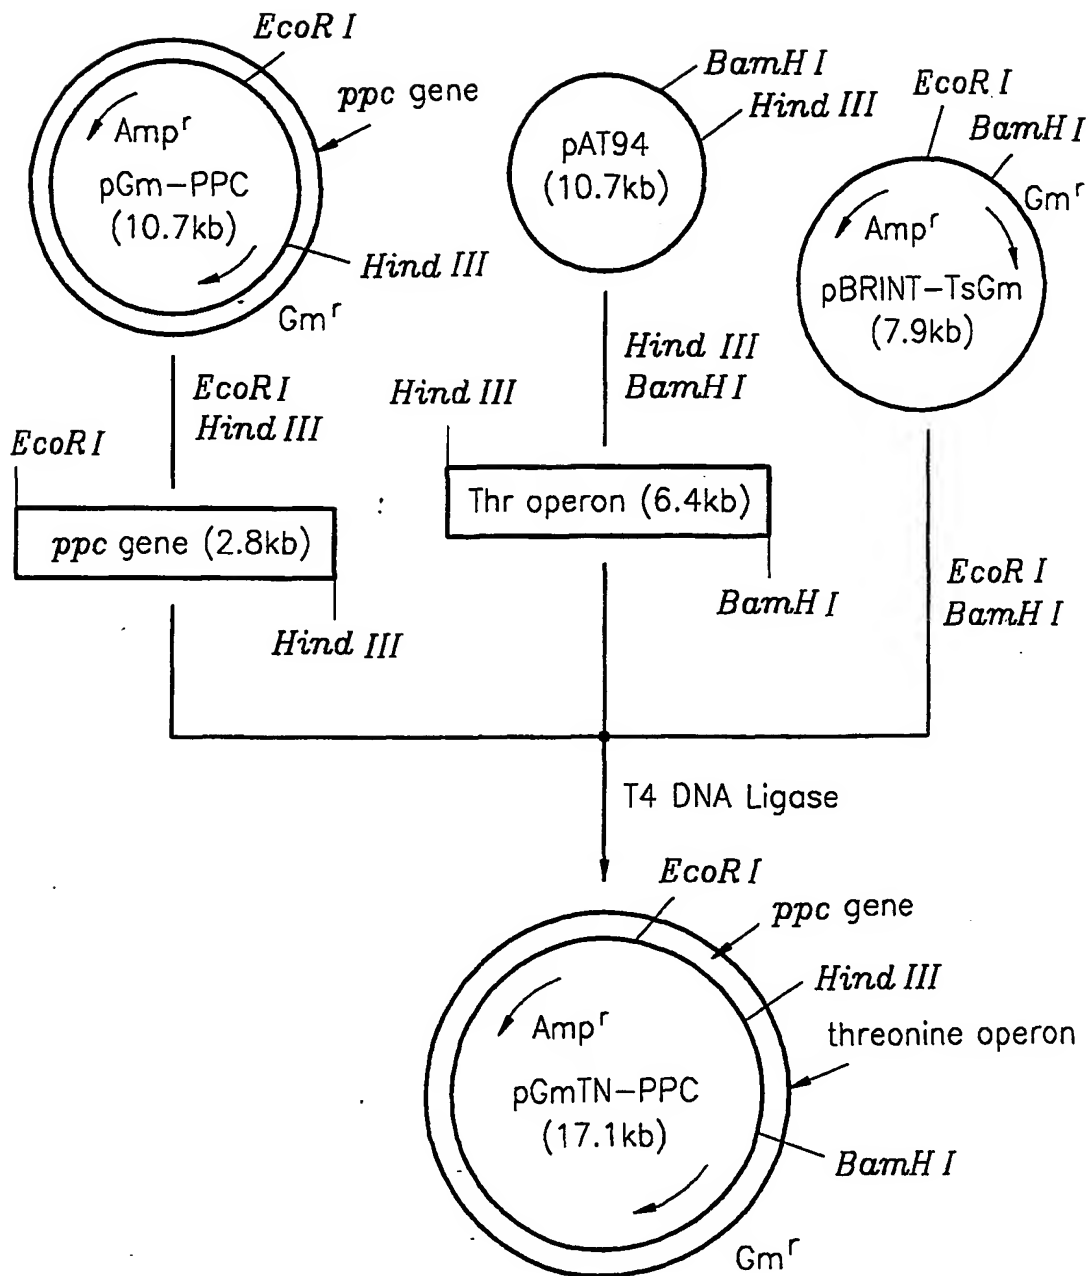 EcoR I
ppc gene
Amp^r
pGm-PPC
(10.7kb)
Hind III
Gm^r
BamH I
Hind III
pAT94
(10.7kb)
EcoR I
BamH I
Gm^r
Amp^r
pBRINT-TsGm
(7.9kb)
EcoR I
Hind III
EcoR I
ppc gene (2.8kb)
Hind III
Hind III
BamH I
Hind III
Thr operon (6.4kb)
BamH I
EcoR I
BamH I
T4 DNA Ligase
EcoR I
ppc gene
Hind III
threonine operon
Amp^r
pGmTN-PPC
(17.1kb)
BamH I
Gm^r